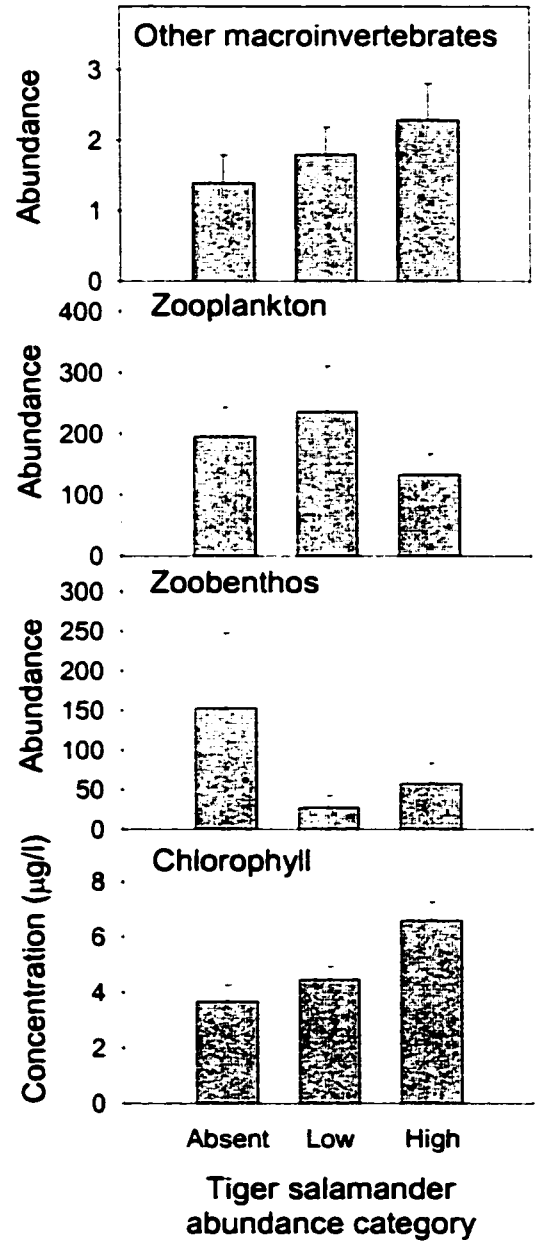 Other macroinvertebrates
Abundance
3
2
1
0
Zooplankton
Abundance
400
300
200
100
0
Zoobenthos
Abundance
300
250
200
150
100
50
0
Chlorophyll
Concentration (µg/l)
8
6
4
2
0
Absent Low High
Tiger salamander
abundance category